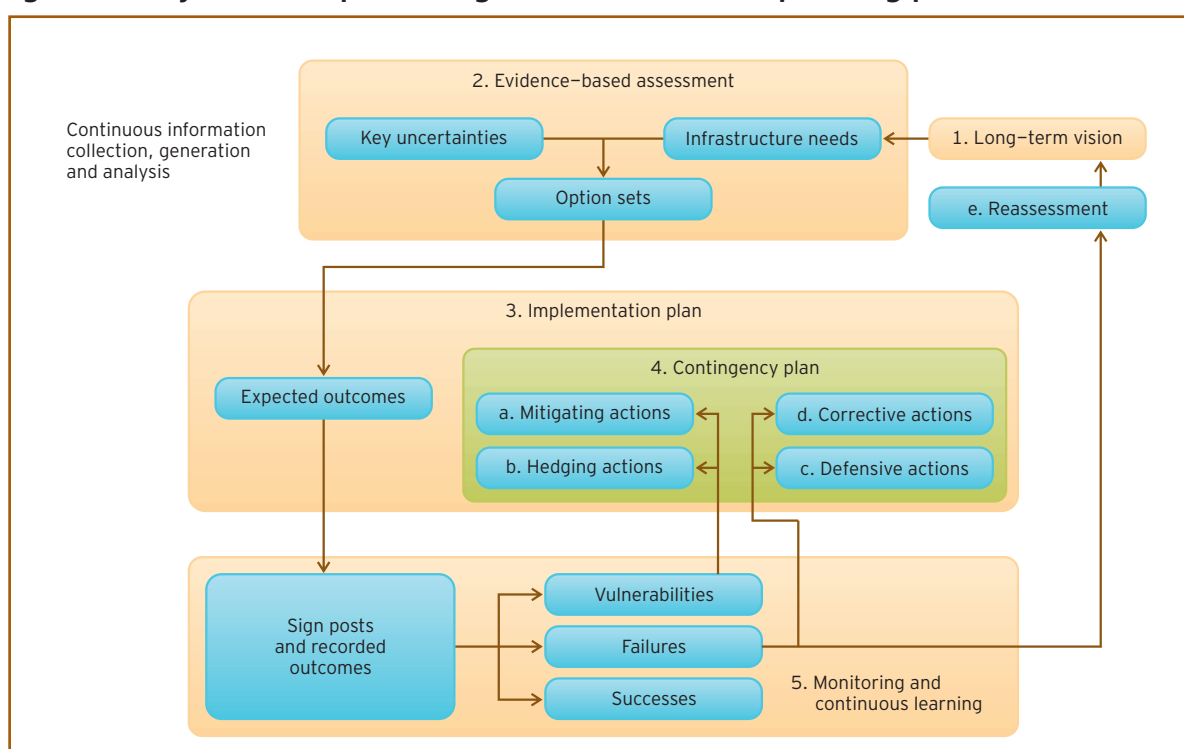 2. Evidence–based assessment
Continuous information
collection, generation
and analysis
Key uncertainties
Infrastructure needs
1. Long–term vision
Option sets
e. Reassessment
3. Implementation plan
4. Contingency plan
Expected outcomes
a. Mitigating actions
d. Corrective actions
b. Hedging actions
c. Defensive actions
Sign posts
and recorded
outcomes
Vulnerabilities
Failures
Successes
5. Monitoring and
continuous learning